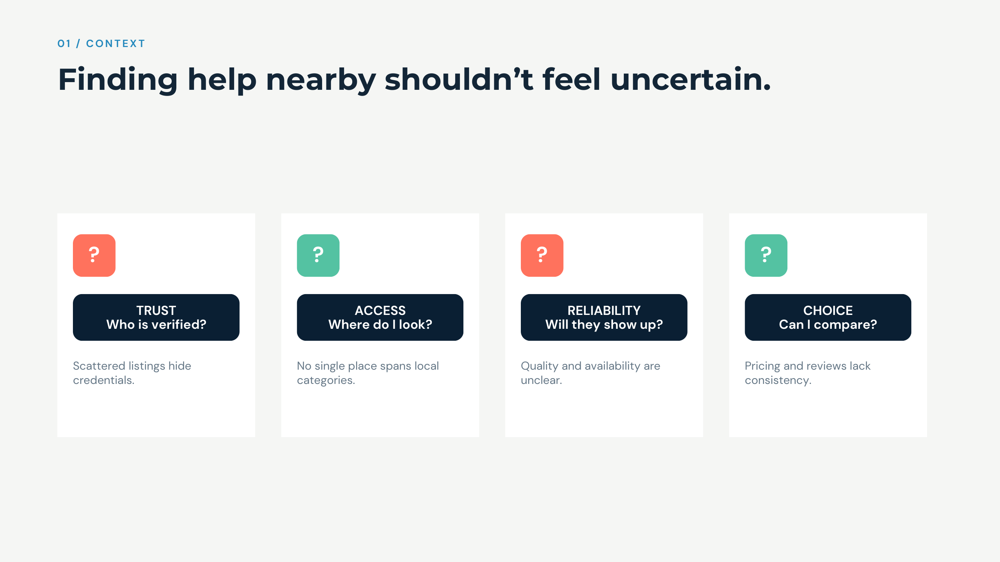 01 / CONTEXT
Finding help nearby shouldn’t feel uncertain.
?
TRUST
Who is verified?
Scattered listings hide
credentials.
?
ACCESS
Where do I look?
No single place spans local
categories.
?
RELIABILITY
Will they show up?
Quality and availability are
unclear.
?
CHOICE
Can I compare?
Pricing and reviews lack
consistency.